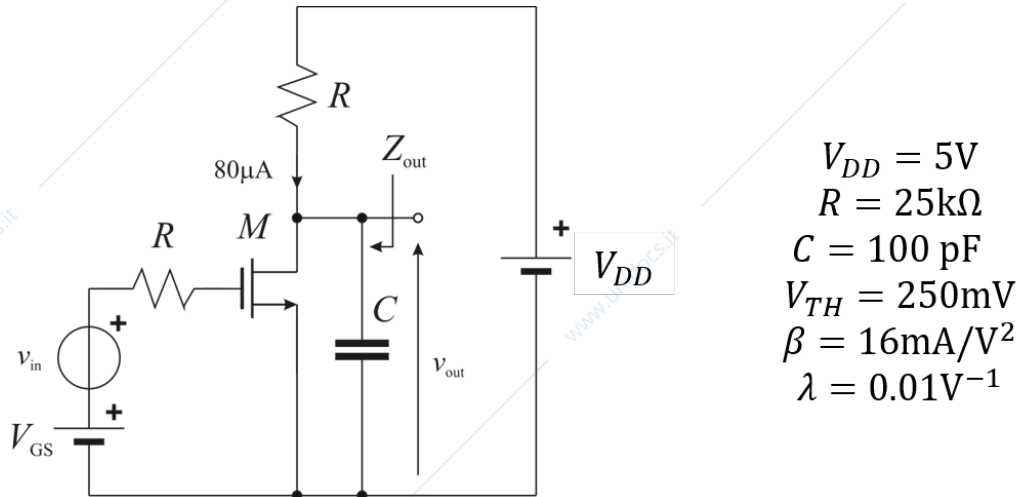 R
80μA
Z_out
R
M
C
v_in
V_GS
v_out
V_DD
V_DD = 5V
R = 25kΩ
C = 100 pF
V_TH = 250mV
β = 16mA/V²
λ = 0.01V⁻¹